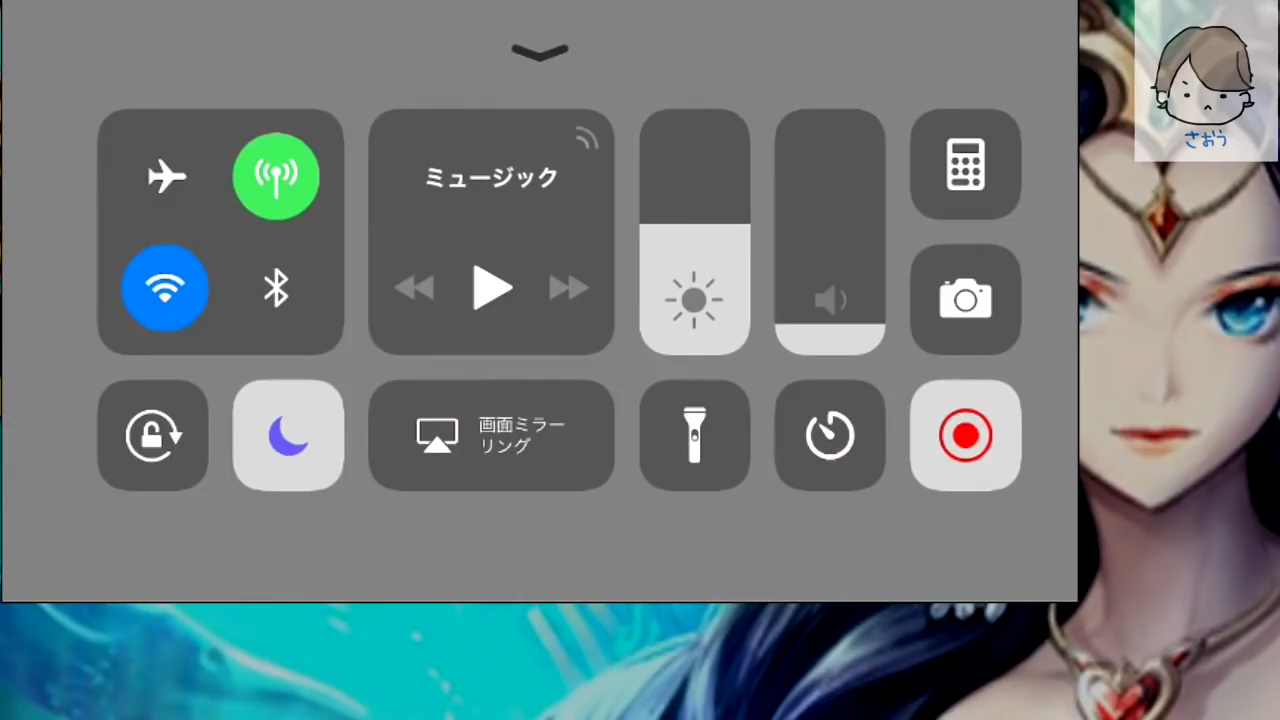 さおう
ミュージック
画面ミラー
リング